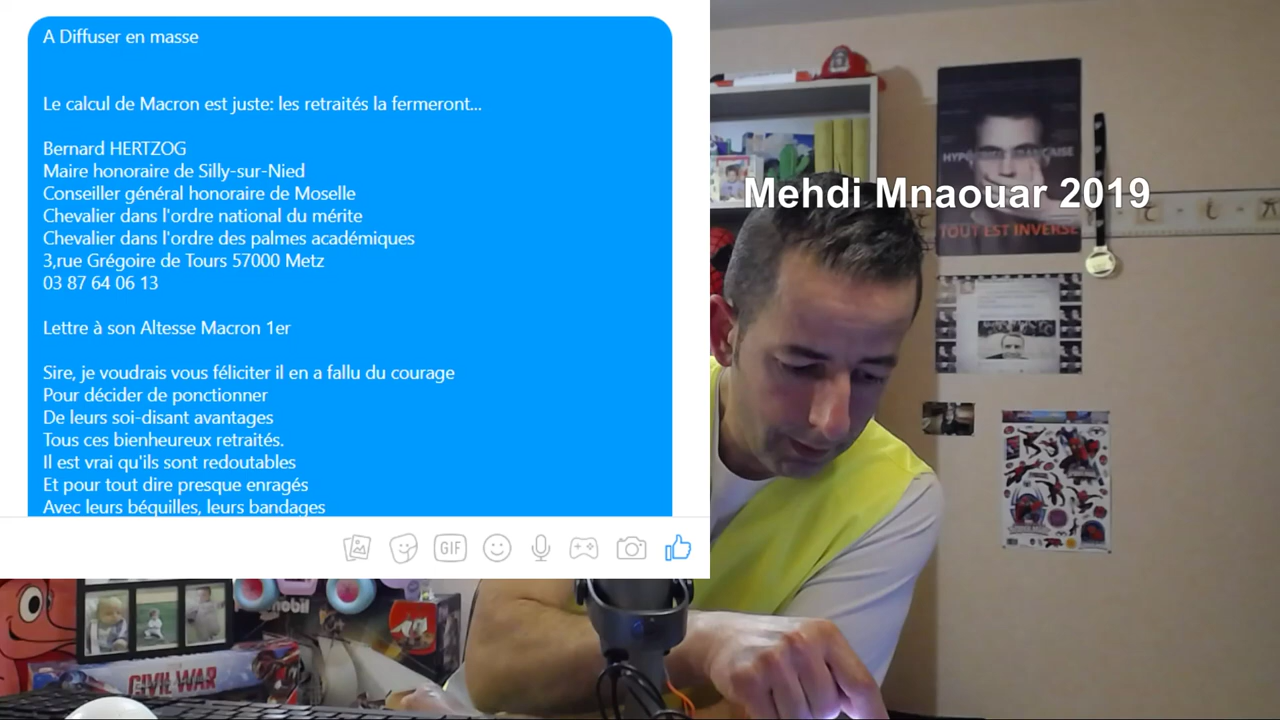 A Diffuser en masse
Le calcul de Macron est juste: les retraités la fermeront...
Bernard HERTZOG
Maire honoraire de Silly-sur-Nied
Conseiller général honoraire de Moselle
Chevalier dans l'ordre national du mérite
Chevalier dans l'ordre des palmes académiques
3,rue Grégoire de Tours 57000 Metz
03 87 64 06 13
Lettre à son Altesse Macron 1er
Sire, je voudrais vous féliciter il en a fallu du courage
Pour décider de ponctionner
De leurs soi-disant avantages
Tous ces bienheureux retraités.
Il est vrai qu'ils sont redoutables
Et pour tout dire presque enragés
Avec leurs béquilles, leurs bandages
GIF
Mehdi Mnaouar 2019
TOUT EST INVERSÉ
CIVIL WAR